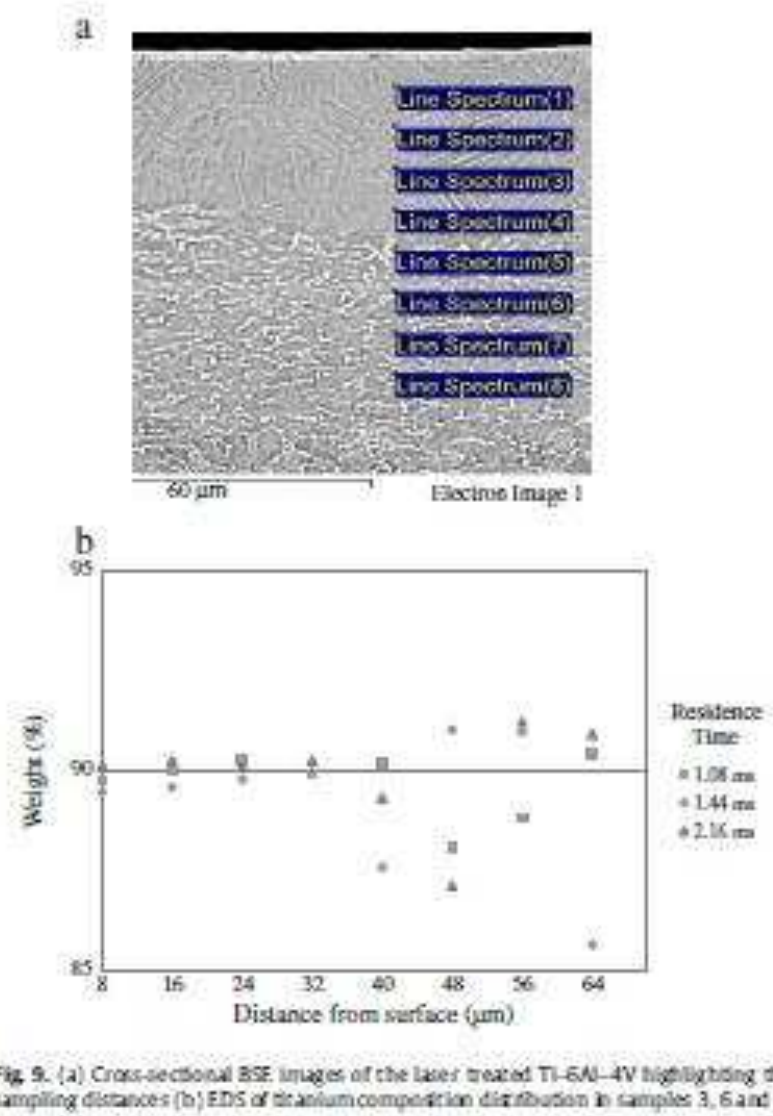 a
Line Spectrum(1)
Line Spectrum(2)
Line Spectrum(3)
Line Spectrum(4)
Line Spectrum(5)
Line Spectrum(6)
Line Spectrum(7)
Line Spectrum(8)
60 μm
Electron Image 1
b
95
90
85
Weight (%)
8 16 24 32 40 48 56 64
Distance from surface (μm)
Residence
Time
1.08 ms
1.44 ms
2.16 ms
Fig. 9. (a) Cross-sectional BSE images of the laser treated Ti–6Al–4V highlighting
sampling distances (b) EDS of titanium composition distribution in samples 3, 6 and